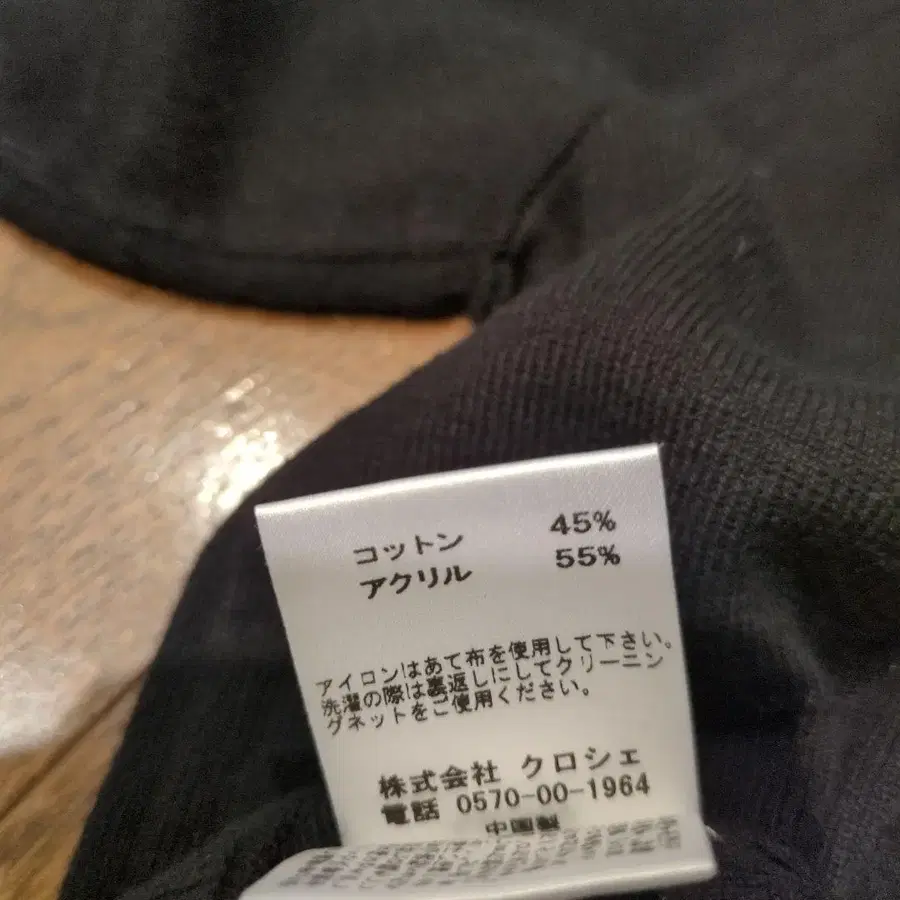 コットン 45%
アクリル 55%
アイロンはあて布を使用して下さい。
洗濯の際は裏返しにしてクリーニン
グネットをご使用ください。
株式会社 クロシェ
電話 0570-00-1964
中国製